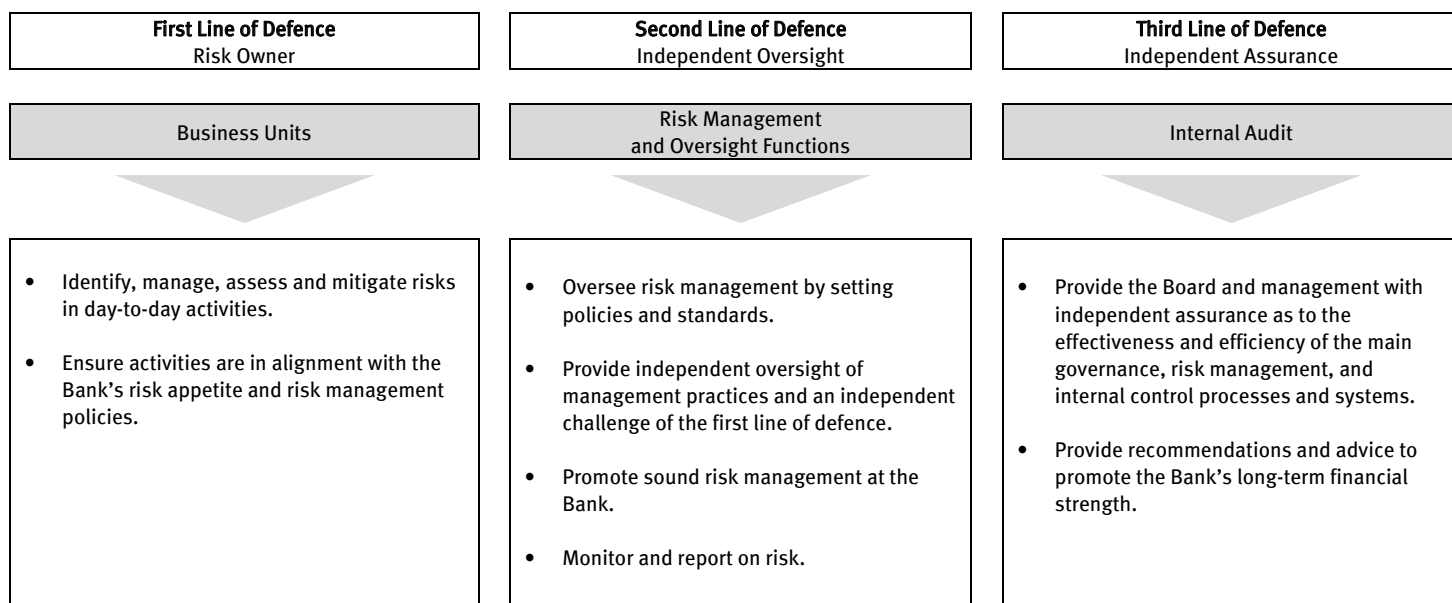 First Line of Defence
Risk Owner
Business Units
• Identify, manage, assess and mitigate risks
in day-to-day activities.
• Ensure activities are in alignment with the
Bank’s risk appetite and risk management
policies.
Second Line of Defence
Independent Oversight
Risk Management
and Oversight Functions
• Oversee risk management by setting
policies and standards.
• Provide independent oversight of
management practices and an independent
challenge of the first line of defence.
• Promote sound risk management at the
Bank.
• Monitor and report on risk.
Third Line of Defence
Independent Assurance
Internal Audit
• Provide the Board and management with
independent assurance as to the
effectiveness and efficiency of the main
governance, risk management, and
internal control processes and systems.
• Provide recommendations and advice to
promote the Bank’s long-term financial
strength.